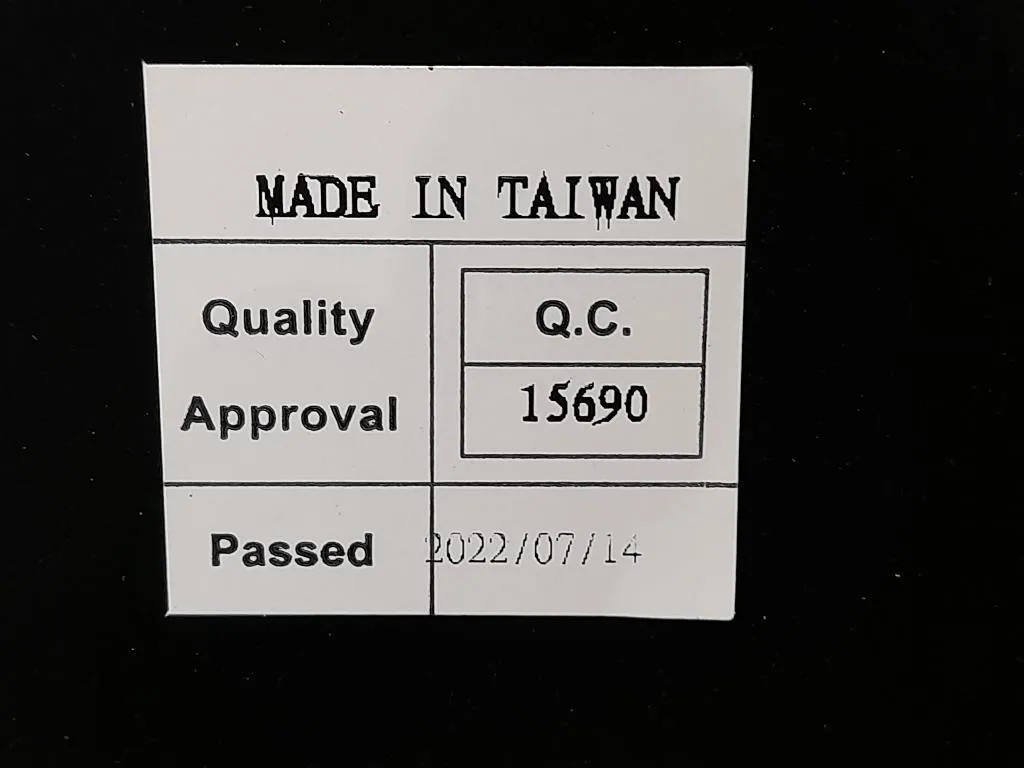 MADE IN TAIWAN
Quality
Approval
Q.C.
15690
Passed
2022/07/14